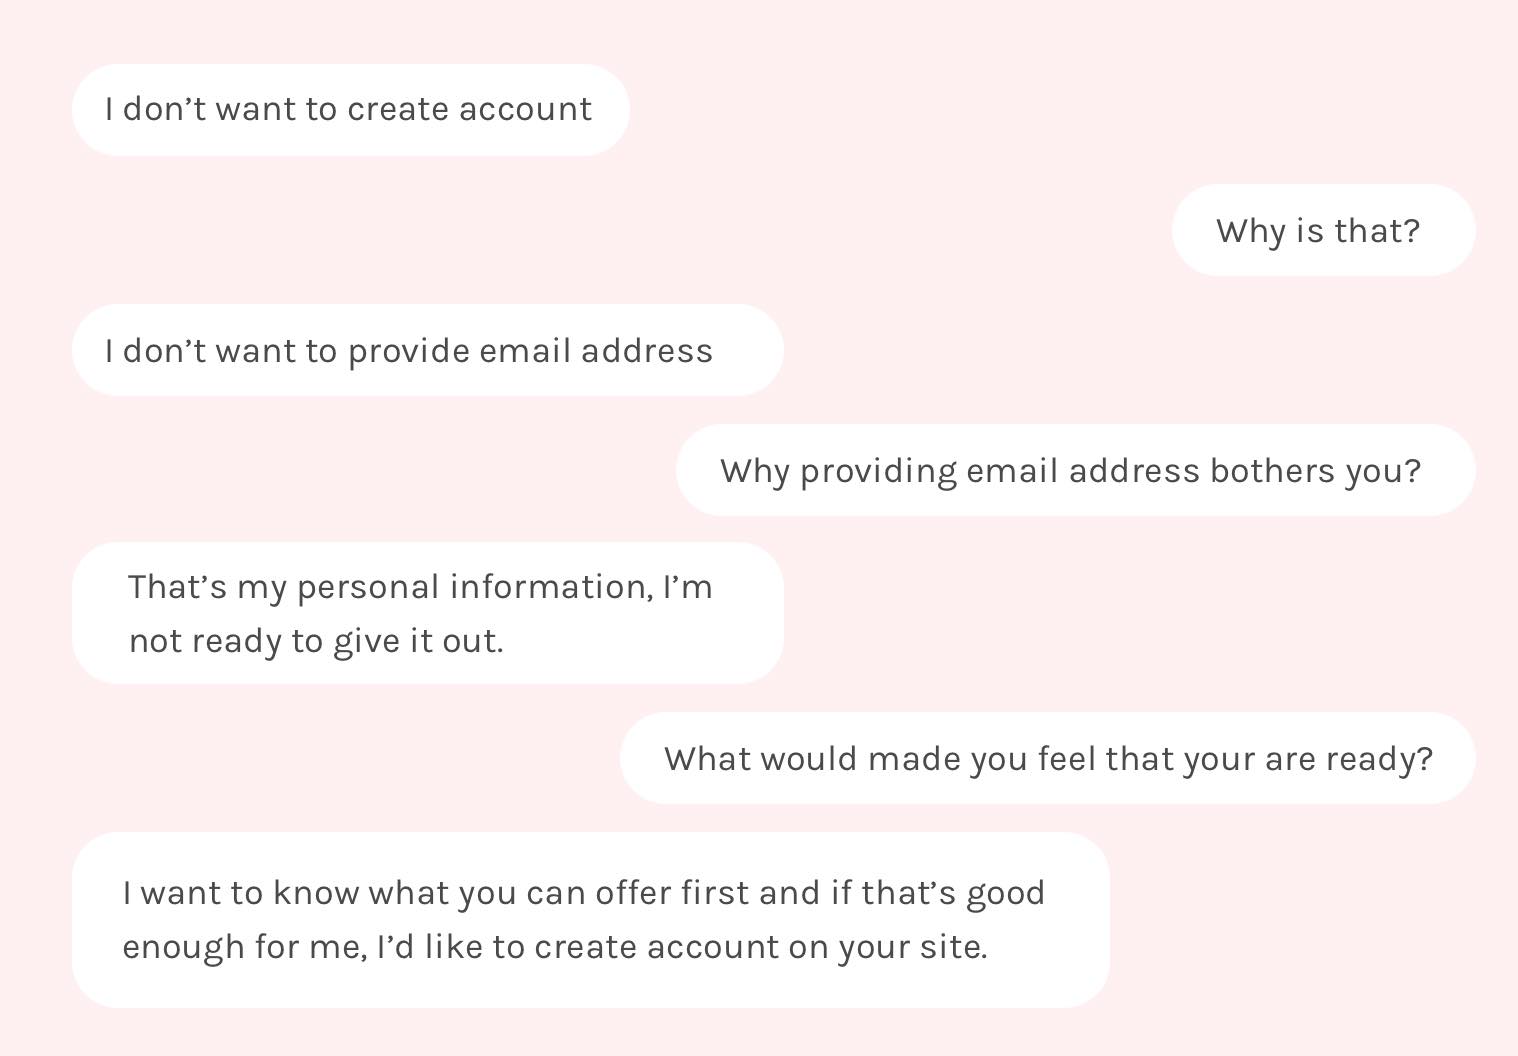 I don’t want to create account
Why is that?
I don’t want to provide email address
Why providing email address bothers you?
That’s my personal information, I’m
not ready to give it out.
What would made you feel that your are ready?
I want to know what you can offer first and if that’s good
enough for me, I’d like to create account on your site.